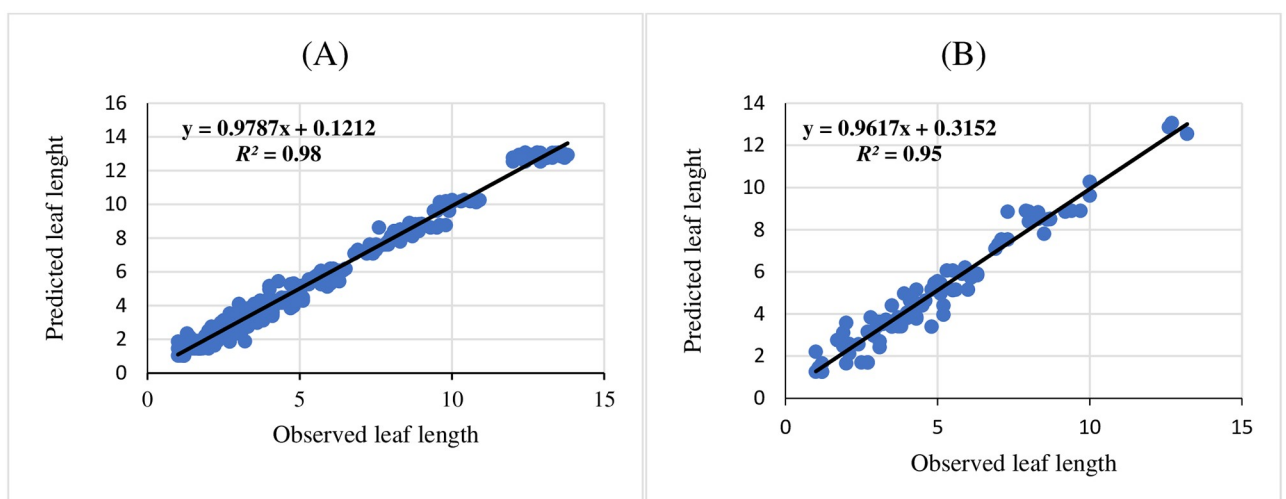 (A)
16
14
12
10
8
6
4
2
0
y = 0.9787x + 0.1212
R² = 0.98
Predicted leaf lenght
0 5 10 15
Observed leaf length
(B)
14
12
10
8
6
4
2
0
y = 0.9617x + 0.3152
R² = 0.95
Predicted leaf lenght
0 5 10 15
Observed leaf length